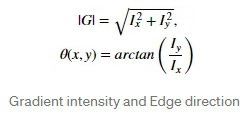 |G| = √(I_x^2 + I_y^2),
θ(x, y) = arctan (I_y / I_x)
Gradient intensity and Edge direction